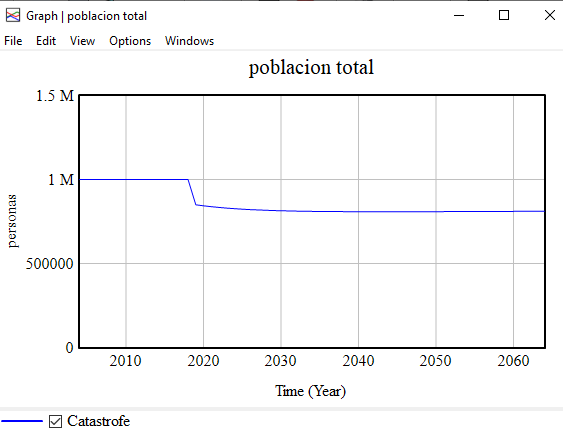 Graph | poblacion total
File Edit View Options Windows
poblacion total
1.5 M
1 M
500000
0
personas
2010 2020 2030 2040 2050 2060
Time (Year)
Catastrofe